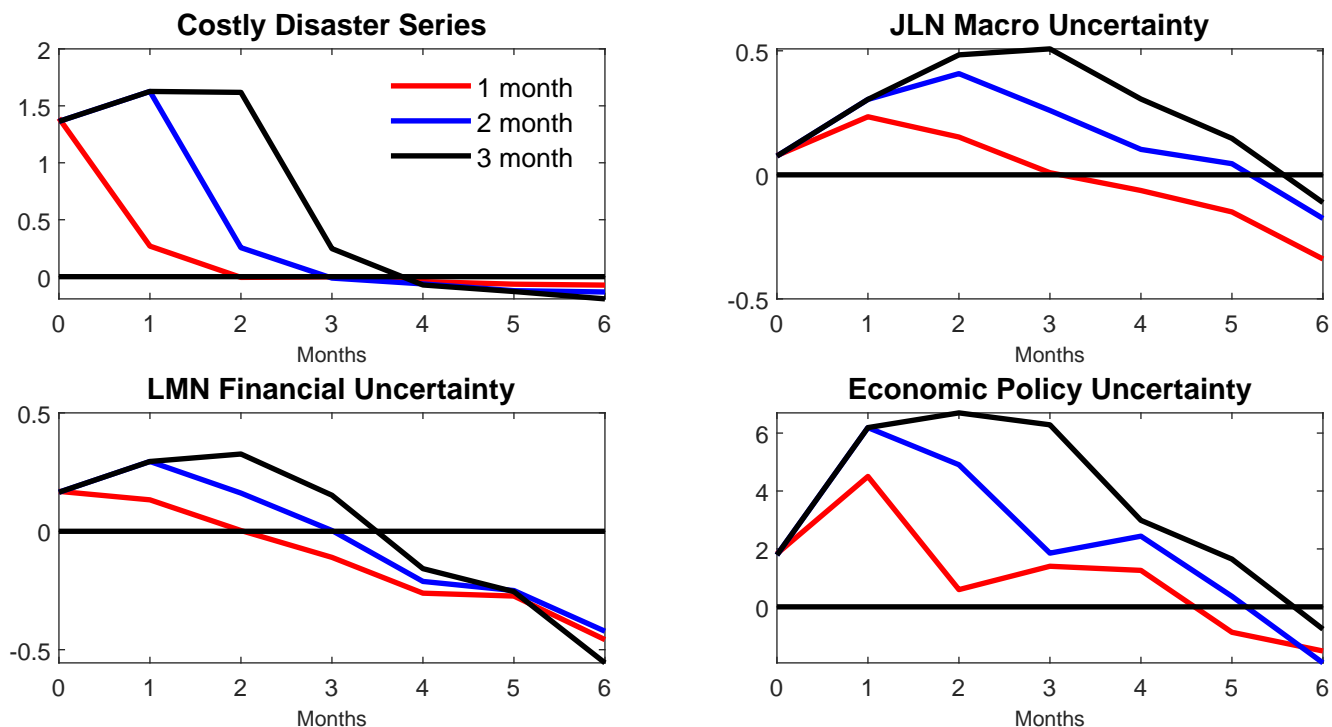 Costly Disaster Series
2
1.5
1
0.5
0
1 month
2 month
3 month
0 1 2 3 4 5 6
Months
JLN Macro Uncertainty
0.5
0
-0.5
0 1 2 3 4 5 6
Months
LMN Financial Uncertainty
0.5
0
-0.5
0 1 2 3 4 5 6
Months
Economic Policy Uncertainty
6
4
2
0
0 1 2 3 4 5 6
Months